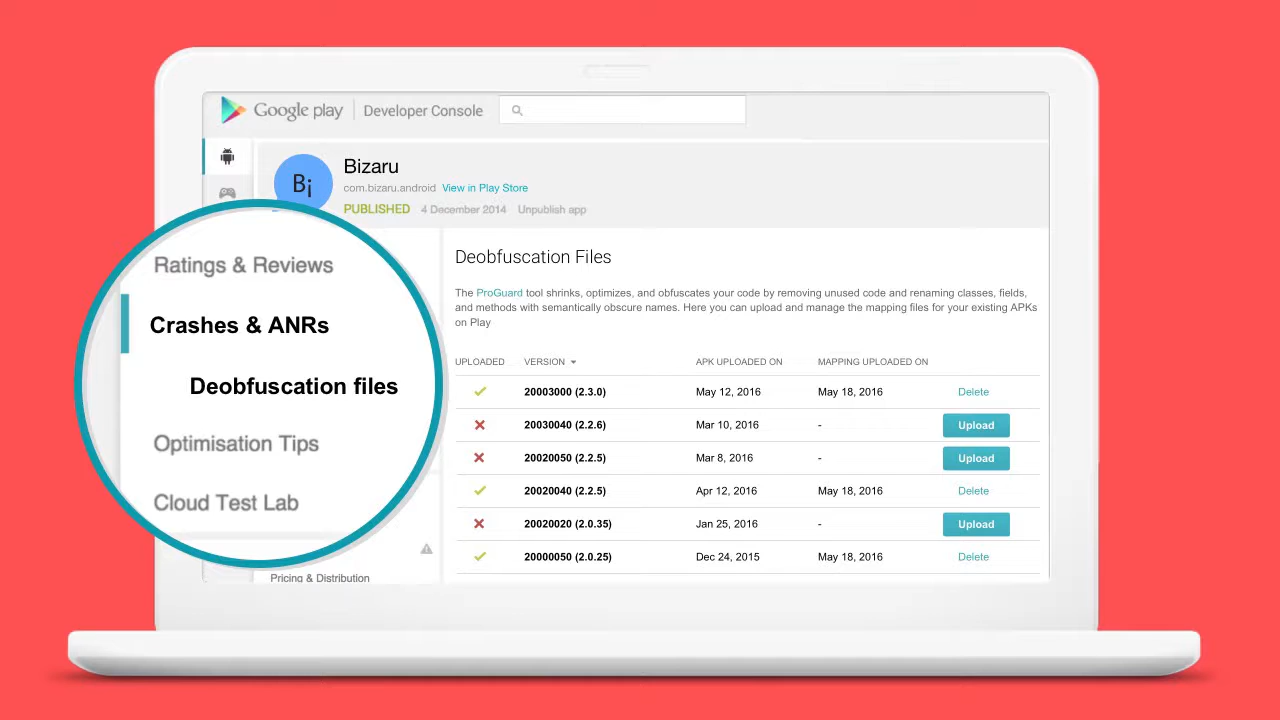 Google play Developer Console
Bi
Bizaru
com.bizaru.android View in Play Store
PUBLISHED 4 December 2014 Unpublish app
Ratings & Reviews
Crashes & ANRs
Deobfuscation files
Optimisation Tips
Cloud Test Lab
Pricing & Distribution
Deobfuscation Files
The ProGuard tool shrinks, optimizes, and obfuscates your code by removing unused code and renaming classes, fields,
and methods with semantically obscure names. Here you can upload and manage the mapping files for your existing APKs
on Play
UPLOADED VERSION APK UPLOADED ON MAPPING UPLOADED ON
20003000 (2.3.0) May 12, 2016 May 18, 2016 Delete
20030040 (2.2.6) Mar 10, 2016 - Upload
20020050 (2.2.5) Mar 8, 2016 - Upload
20020040 (2.2.5) Apr 12, 2016 May 18, 2016 Delete
20020020 (2.0.35) Jan 25, 2016 - Upload
20000050 (2.0.25) Dec 24, 2015 May 18, 2016 Delete